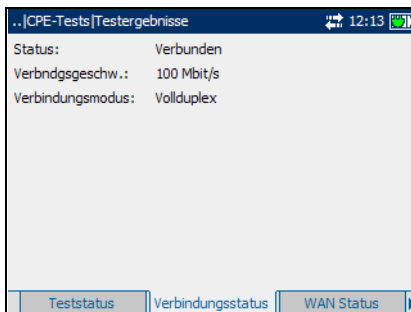 ..|CPE-Tests|Testergebnisse 12:13
Status: Verbunden
Verbndgsgeschw.: 100 Mbit/s
Verbindungsmodus: Vollduplex
Teststatus Verbindungsstatus WAN Status